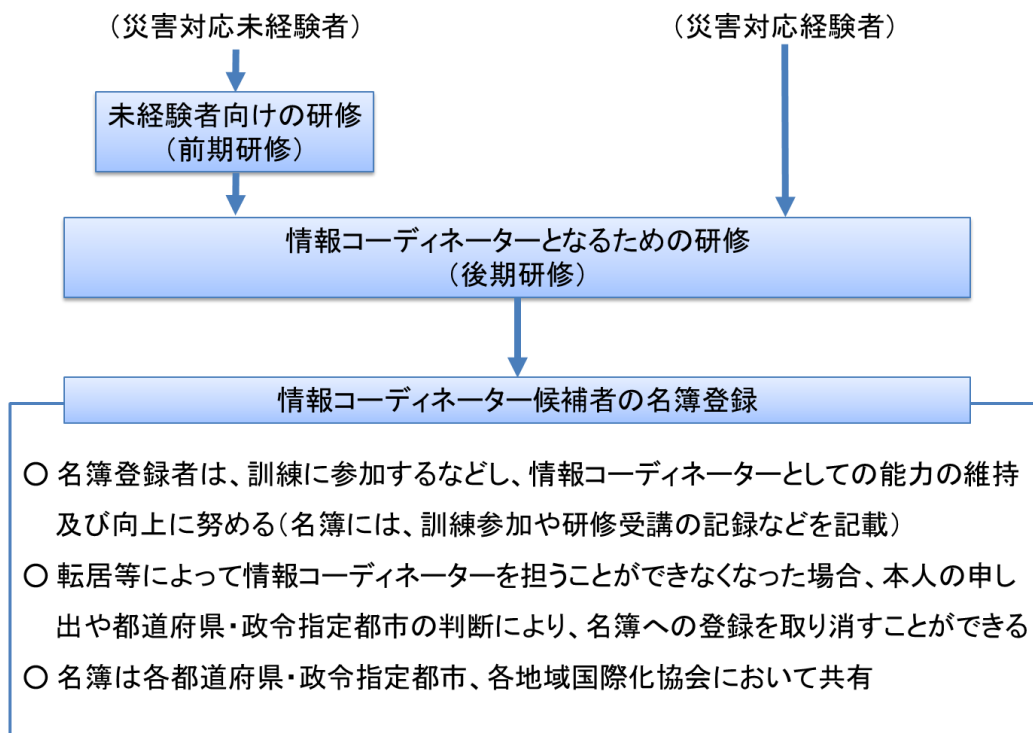 （災害対応未経験者）
（災害対応経験者）
未経験者向けの研修
（前期研修）
情報コーディネーターとなるための研修
（後期研修）
情報コーディネーター候補者の名簿登録
○ 名簿登録者は、訓練に参加するなどし、情報コーディネーターとしての能力の維持
及び向上に努める（名簿には、訓練参加や研修受講の記録などを記載）
○ 転居等によって情報コーディネーターを担うことができなくなった場合、本人の申し
出や都道府県・政令指定都市の判断により、名簿への登録を取り消すことができる
○ 名簿は各都道府県・政令指定都市、各地域国際化協会において共有